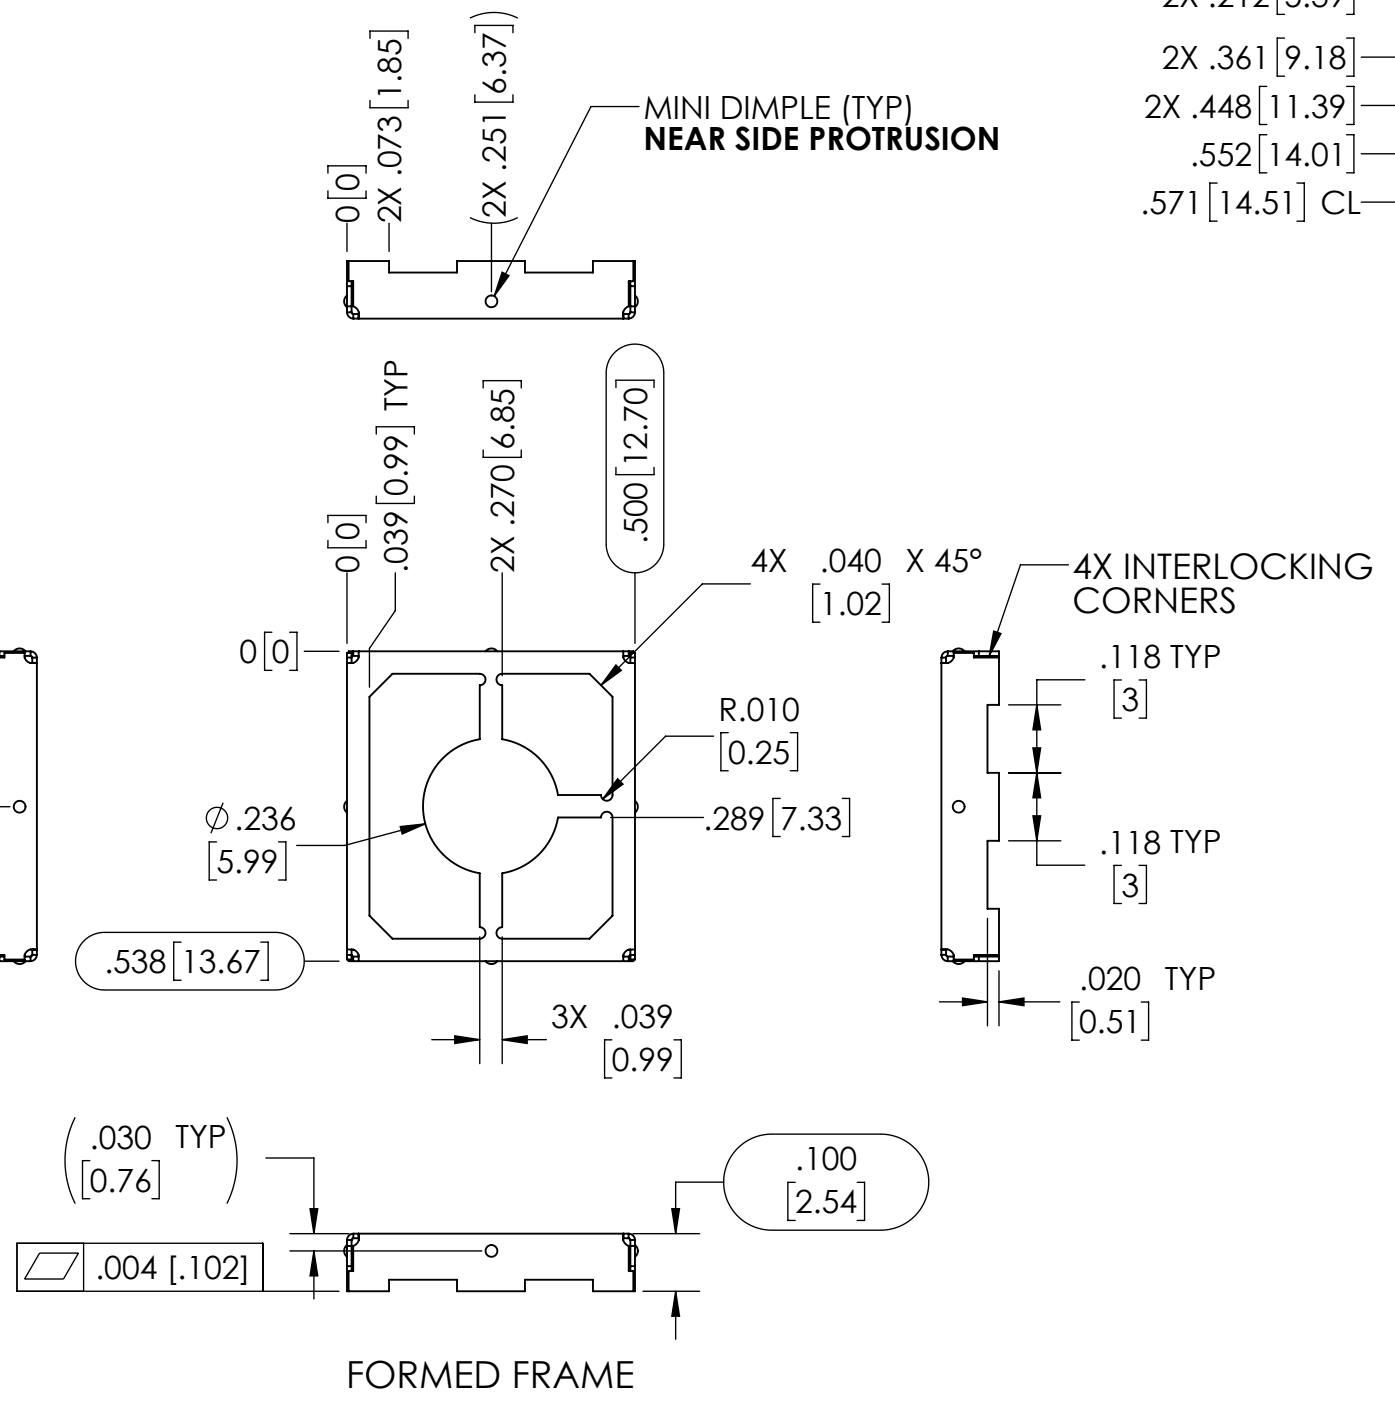 2X .212[5.39]
2X .361[9.18]
2X .448[11.39]
.552[14.01]
.571[14.51] CL
0[0]
2X .073[1.85]
(2X .251[6.37])
MINI DIMPLE (TYP)
NEAR SIDE PROTRUSION
0[0]
.039[0.99] TYP
2X .270[6.85]
.500[12.70]
4X .040 X 45°
[1.02]
4X INTERLOCKING
CORNERS
0[0]
.118 TYP
[3]
R.010
[0.25]
⌀.236
[5.99]
.289[7.33]
.118 TYP
[3]
.538[13.67]
.020 TYP
[0.51]
3X .039
[0.99]
(.030 TYP)
[0.76]
.100
[2.54]
.004 [.102]
FORMED FRAME